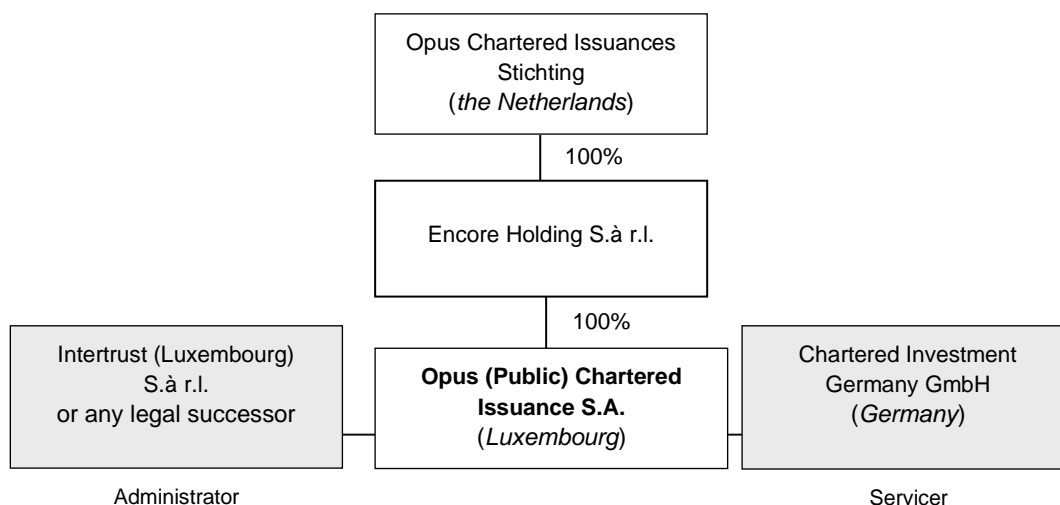 Opus Chartered Issuances
Stichting
(the Netherlands)
100%
Encore Holding S.à r.l.
100%
Intertrust (Luxembourg)
S.à r.l.
or any legal successor
Opus (Public) Chartered
Issuance S.A.
(Luxembourg)
Chartered Investment
Germany GmbH
(Germany)
Administrator
Servicer